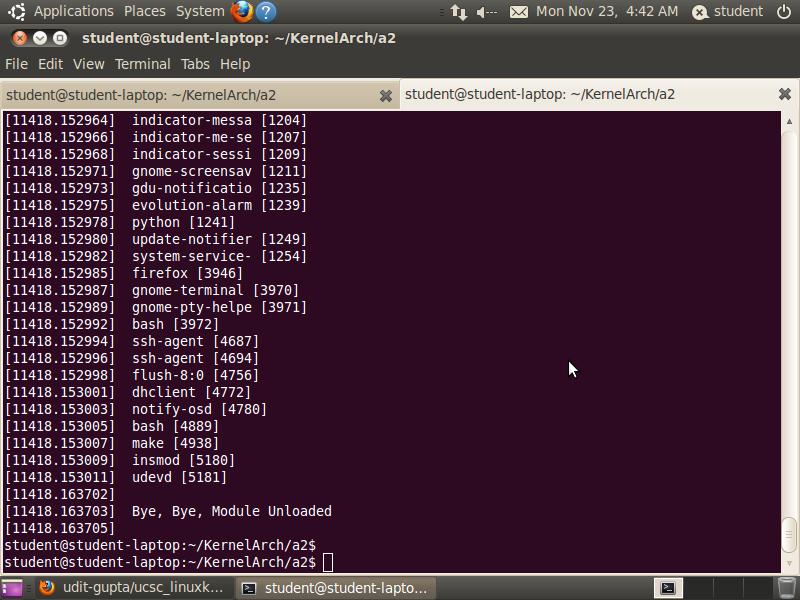 Applications Places System Mon Nov 23, 4:42 AM student
student@student-laptop: ~/KernelArch/a2
File Edit View Terminal Tabs Help
student@student-laptop: ~/KernelArch/a2
student@student-laptop: ~/KernelArch/a2
[11418.152964] indicator-messa [1204]
[11418.152966] indicator-me-se [1207]
[11418.152968] indicator-sessi [1209]
[11418.152971] gnome-screensav [1211]
[11418.152973] gdu-notificatio [1235]
[11418.152975] evolution-alarm [1239]
[11418.152978] python [1241]
[11418.152980] update-notifier [1249]
[11418.152982] system-service- [1254]
[11418.152985] firefox [3946]
[11418.152987] gnome-terminal [3970]
[11418.152989] gnome-pty-helpe [3971]
[11418.152992] bash [3972]
[11418.152994] ssh-agent [4687]
[11418.152996] ssh-agent [4694]
[11418.152998] flush-8:0 [4756]
[11418.153001] dhclient [4772]
[11418.153003] notify-osd [4780]
[11418.153005] bash [4889]
[11418.153007] make [4938]
[11418.153009] insmod [5180]
[11418.153011] udevd [5181]
[11418.163702]
[11418.163703] Bye, Bye, Module Unloaded
[11418.163705]
student@student-laptop:~/KernelArch/a2$
student@student-laptop:~/KernelArch/a2$
udit-gupta/ucsc_linuxk... student@student-lapto...